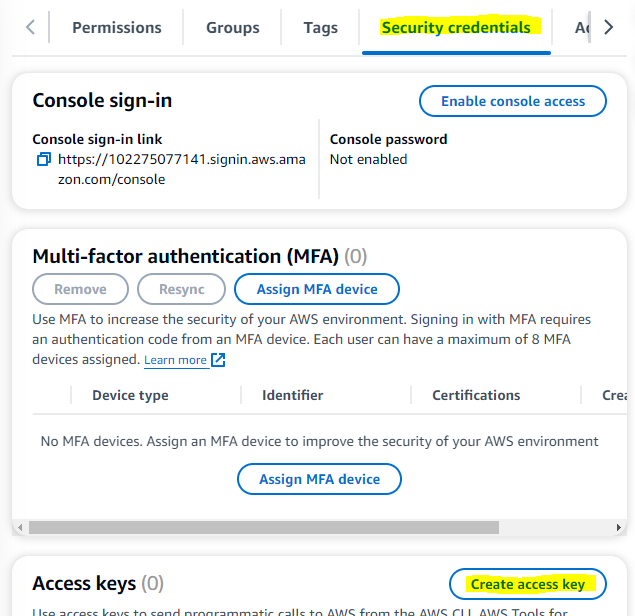 Permissions
Groups
Tags
Security credentials
Console sign-in
Enable console access
Console sign-in link
https://102275077141.signin.aws.ama
zon.com/console
Console password
Not enabled
Multi-factor authentication (MFA) (0)
Remove
Resync
Assign MFA device
Use MFA to increase the security of your AWS environment. Signing in with MFA requires
an authentication code from an MFA device. Each user can have a maximum of 8 MFA
devices assigned. Learn more
Device type
Identifier
Certifications
Crea
No MFA devices. Assign an MFA device to improve the security of your AWS environment
Assign MFA device
Access keys (0)
Create access key
Use access keys to send programmatic calls to AWS from the AWS CLI, AWS Tools for